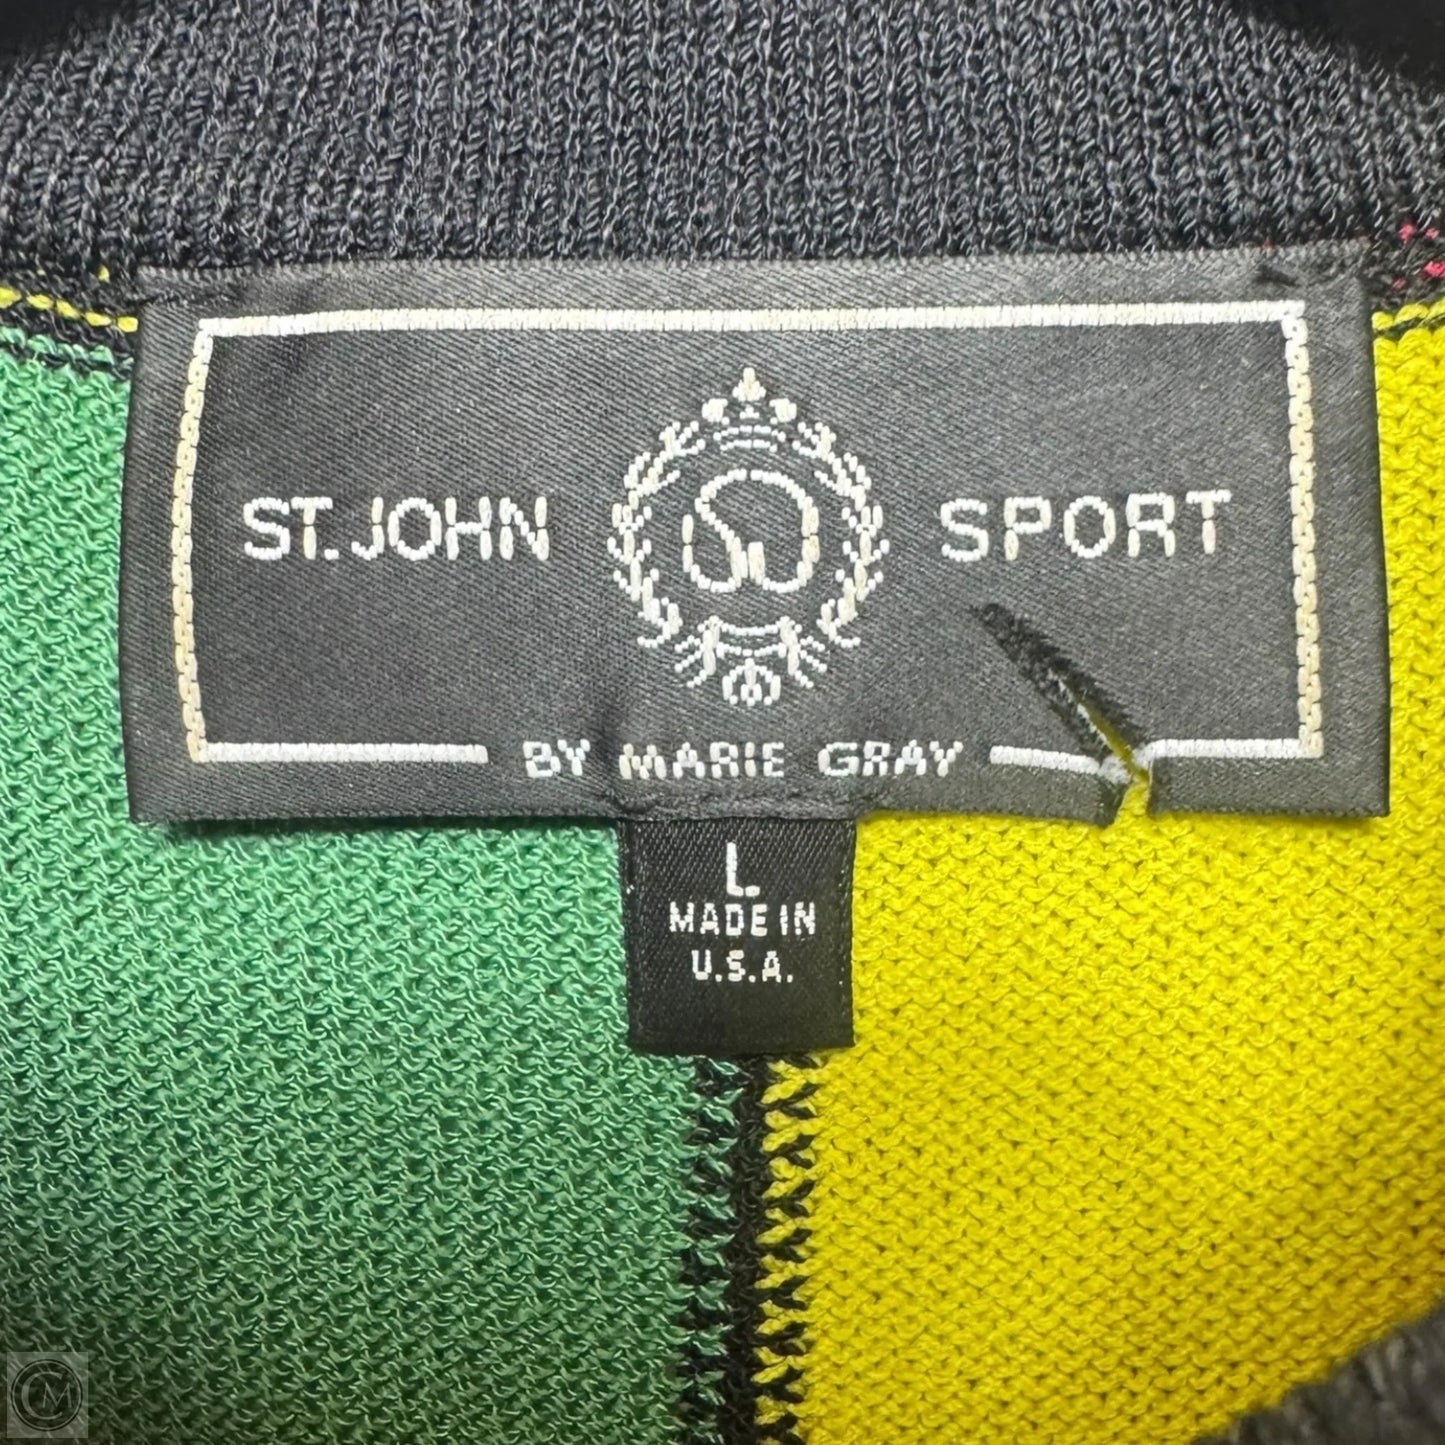 ST. JOHN SPORT
BY MARIE GRAY
L
MADE IN
U.S.A.